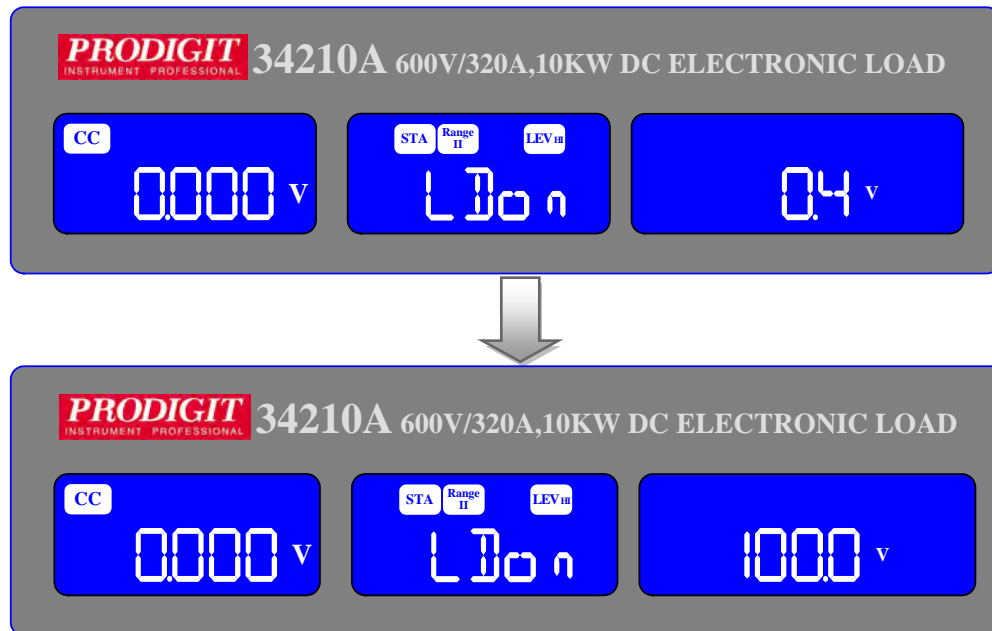 PRODIGIT 34210A 600V/320A,10KW DC ELECTRONIC LOAD
INSTRUMENT PROFESSIONAL
CC STA Range II LEV HI
0.000 V LDon 0.4 V
PRODIGIT 34210A 600V/320A,10KW DC ELECTRONIC LOAD
INSTRUMENT PROFESSIONAL
CC STA Range II LEV HI
0.000 V LDon 100.0 V